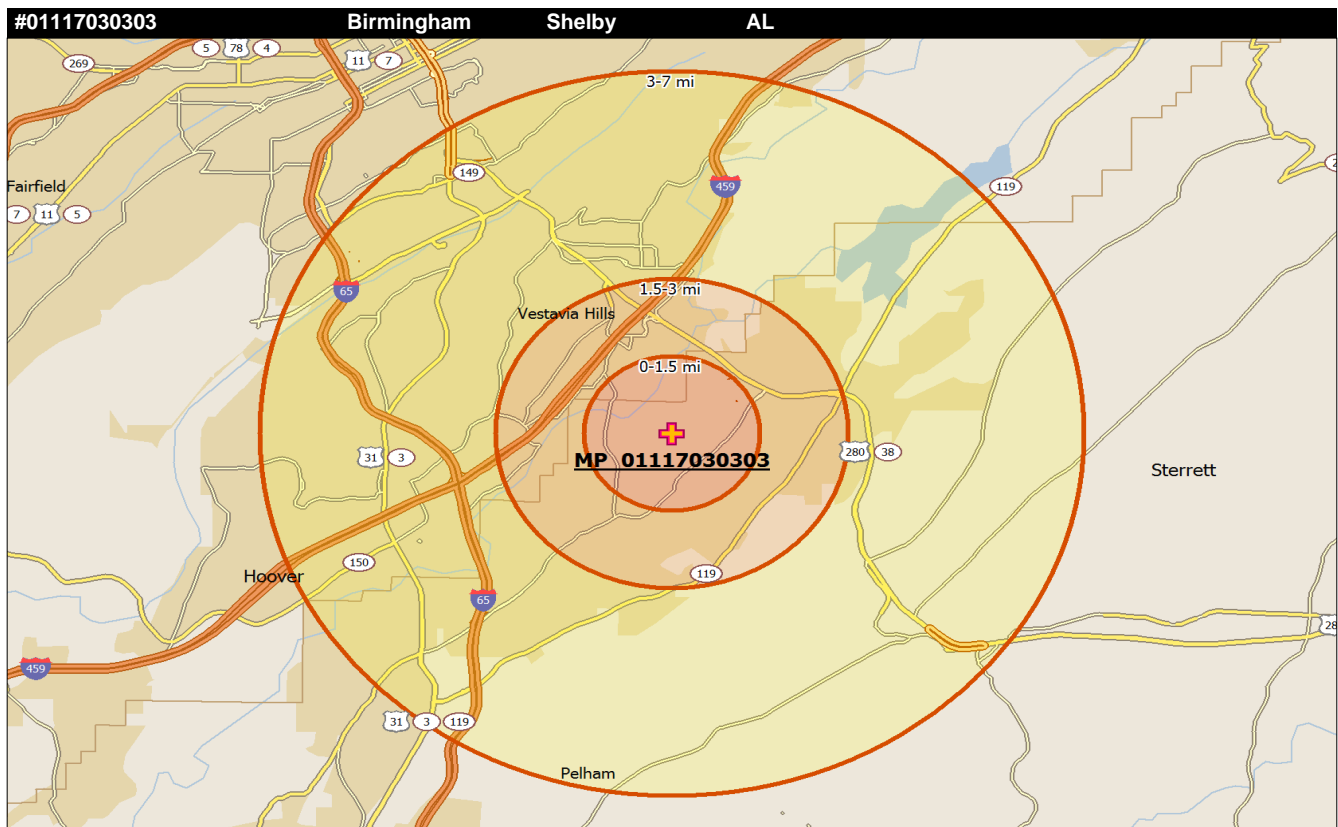 #01117030303 Birmingham Shelby AL
5 78 4
269
11 7
3-7 mi
149
Fairfield
459
119
7 11 5
65
1.5-3 mi
Vestavia Hills
0-1.5 mi
MP 01117030303
31 3
280 38
Sterrett
150
119
Hoover
65
28
459
31 3 119
Pelham